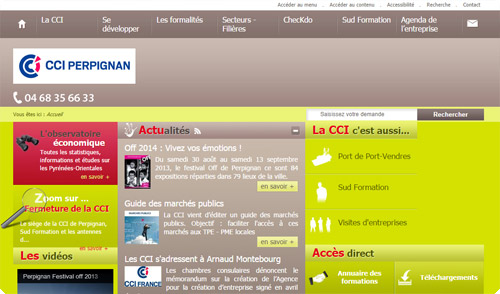 Accéder au menu . Accéder au contenu . Accessibilité . Recherche . Contact
La CCI
Se développer
Les formalités
Secteurs - Filières
ChecKdo
Sud Formation
Agenda de l'entreprise
CCI PERPIGNAN
04 68 35 66 33
Vous êtes ici : Accueil
Saisissez votre demande
Rechercher
L'observatoire
économique
Toutes les statistiques,
informations et études sur
les Pyrénées-Orientales
en savoir +
Zoom sur ...
Fermeture de la CCI
Le siège de la CCI de Perpignan,
Sud Formation et les antennes
d...
en savoir +
Les vidéos
Perpignan Festival off 2013
Actualités
Off 2014 : Vivez vos émotions !
Du samedi 30 août au samedi 13 septembre
2013, le festival Off de Perpignan cr sont 84
expositions réparties dans 79 lieux de la ville.
en savoir +
Guide des marchés publics
La CCI vient d'éditer un guide des marchés
publics. Objectif : faciliter l'accès à ces
marchés aux TPE - PME locales
en savoir +
Les CCI s'adressent à Arnaud Montebourg
CCI FRANCE
Les chambres consulaires dénoncent le
mémorandum sur la création de l'Agence
pour la création d'entreprise signé en avril
La CCI c'est aussi...
Port de Port-Vendres
Sud Formation
Visites d'entreprises
Accès direct
Annuaire des
formations
Téléchargements